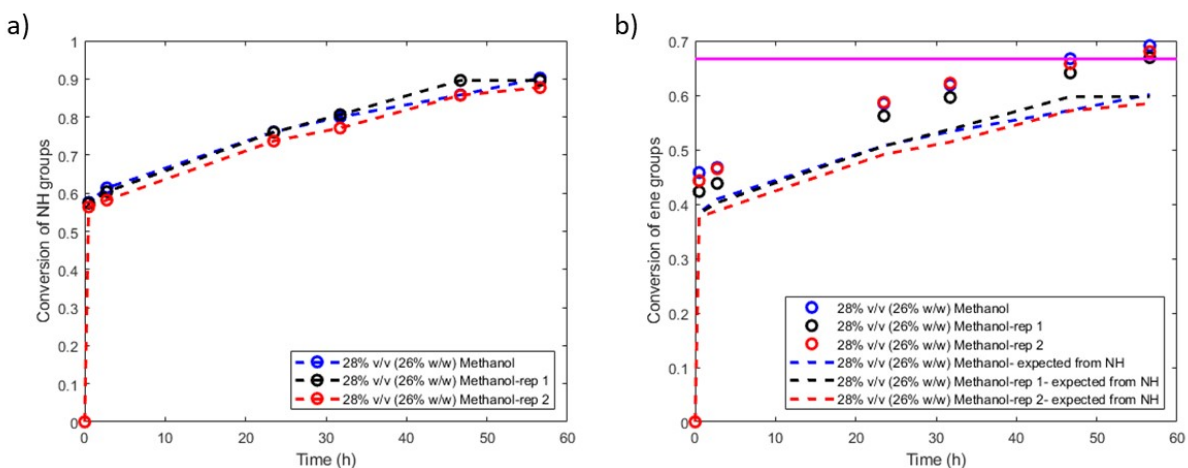 a)
1
0.9
0.8
0.7
0.6
0.5
0.4
0.3
0.2
0.1
0
Conversion of NH groups
28% v/v (26% w/w) Methanol
28% v/v (26% w/w) Methanol-rep 1
28% v/v (26% w/w) Methanol-rep 2
0 10 20 30 40 50 60
Time (h)
b)
0.7
0.6
0.5
0.4
0.3
0.2
0.1
0
Conversion of ene groups
28% v/v (26% w/w) Methanol
28% v/v (26% w/w) Methanol-rep 1
28% v/v (26% w/w) Methanol-rep 2
28% v/v (26% w/w) Methanol- expected from NH
28% v/v (26% w/w) Methanol-rep 1- expected from NH
28% v/v (26% w/w) Methanol-rep 2- expected from NH
0 10 20 30 40 50 60
Time (h)